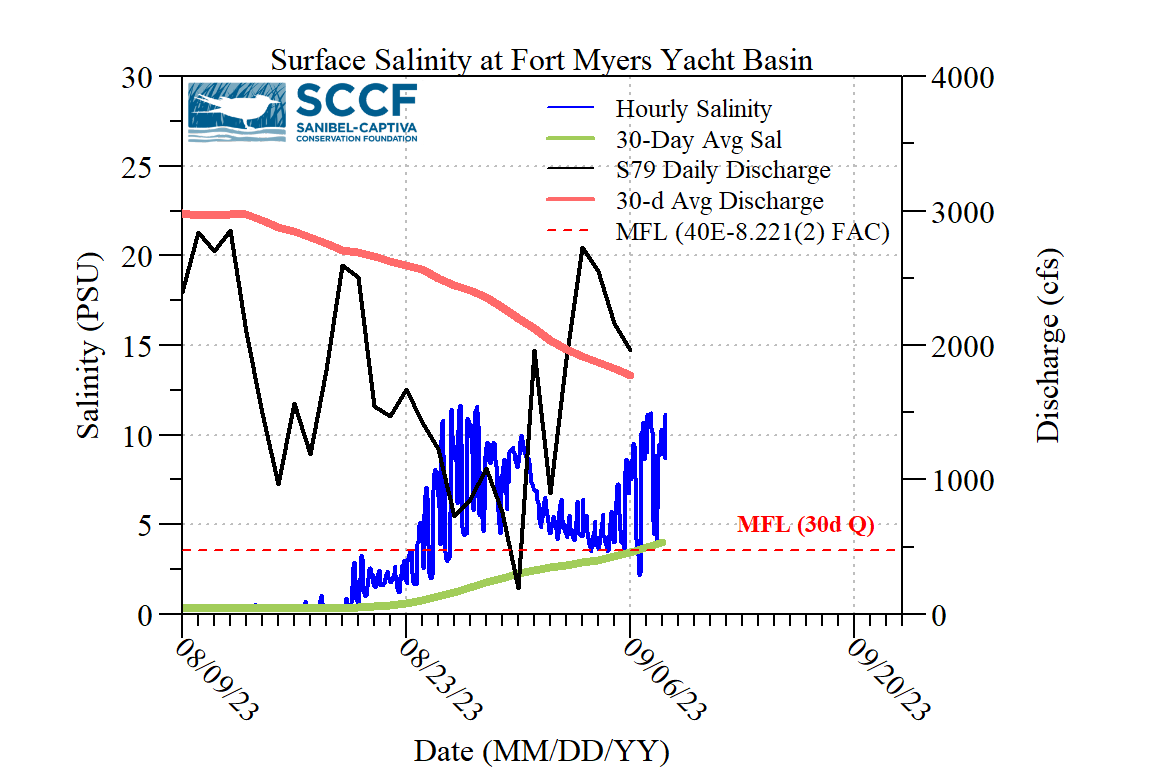 Surface Salinity at Fort Myers Yacht Basin
SCCF
SANIBEL-CAPTIVA
CONSERVATION FOUNDATION
Hourly Salinity
30-Day Avg Sal
S79 Daily Discharge
30-d Avg Discharge
MFL (40E-8.221(2) FAC)
30
25
20
15
10
5
0
Salinity (PSU)
4000
3000
2000
1000
0
Discharge (cfs)
MFL (30d Q)
08/09/23
08/23/23
09/06/23
09/20/23
Date (MM/DD/YY)